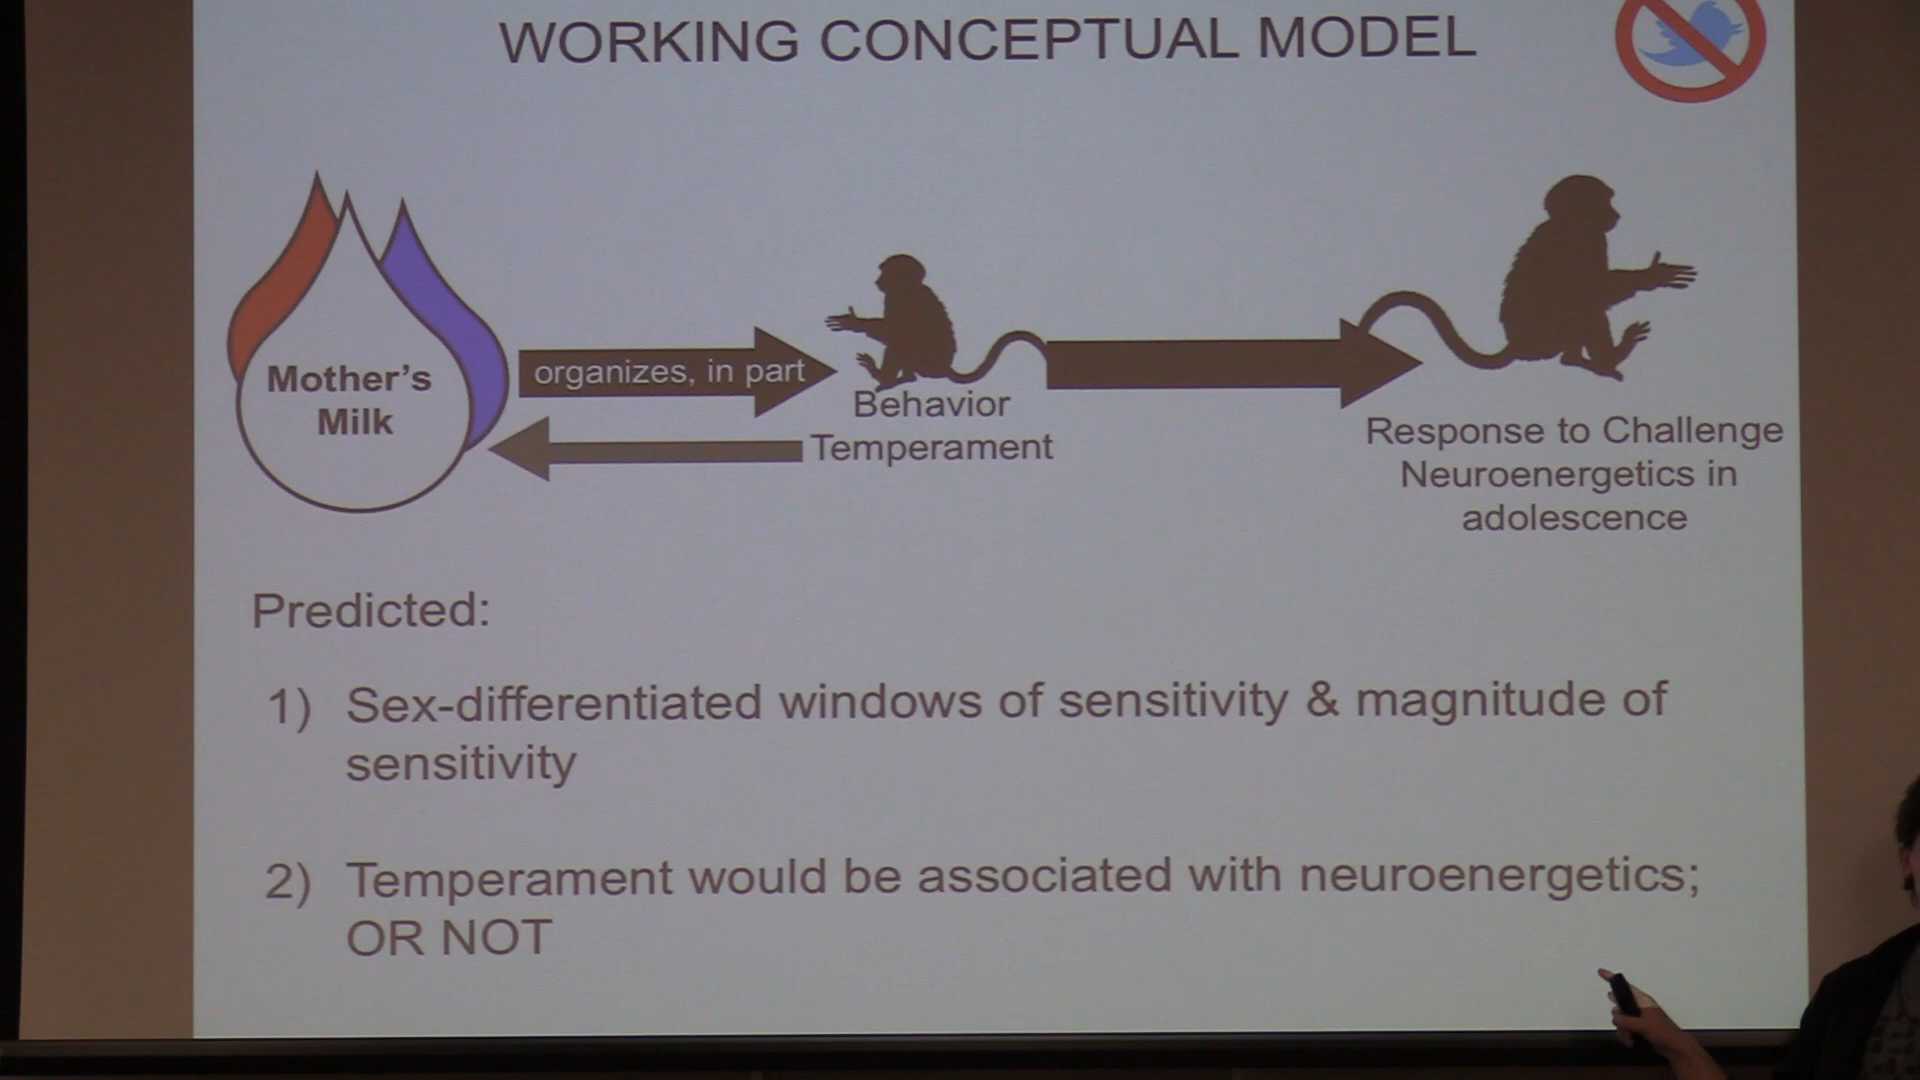 WORKING CONCEPTUAL MODEL
Mother's
Milk
organizes, in part
Behavior
Temperament
Response to Challenge
Neuroenergetics in
adolescence
Predicted:
1) Sex-differentiated windows of sensitivity & magnitude of
sensitivity
2) Temperament would be associated with neuroenergetics;
OR NOT